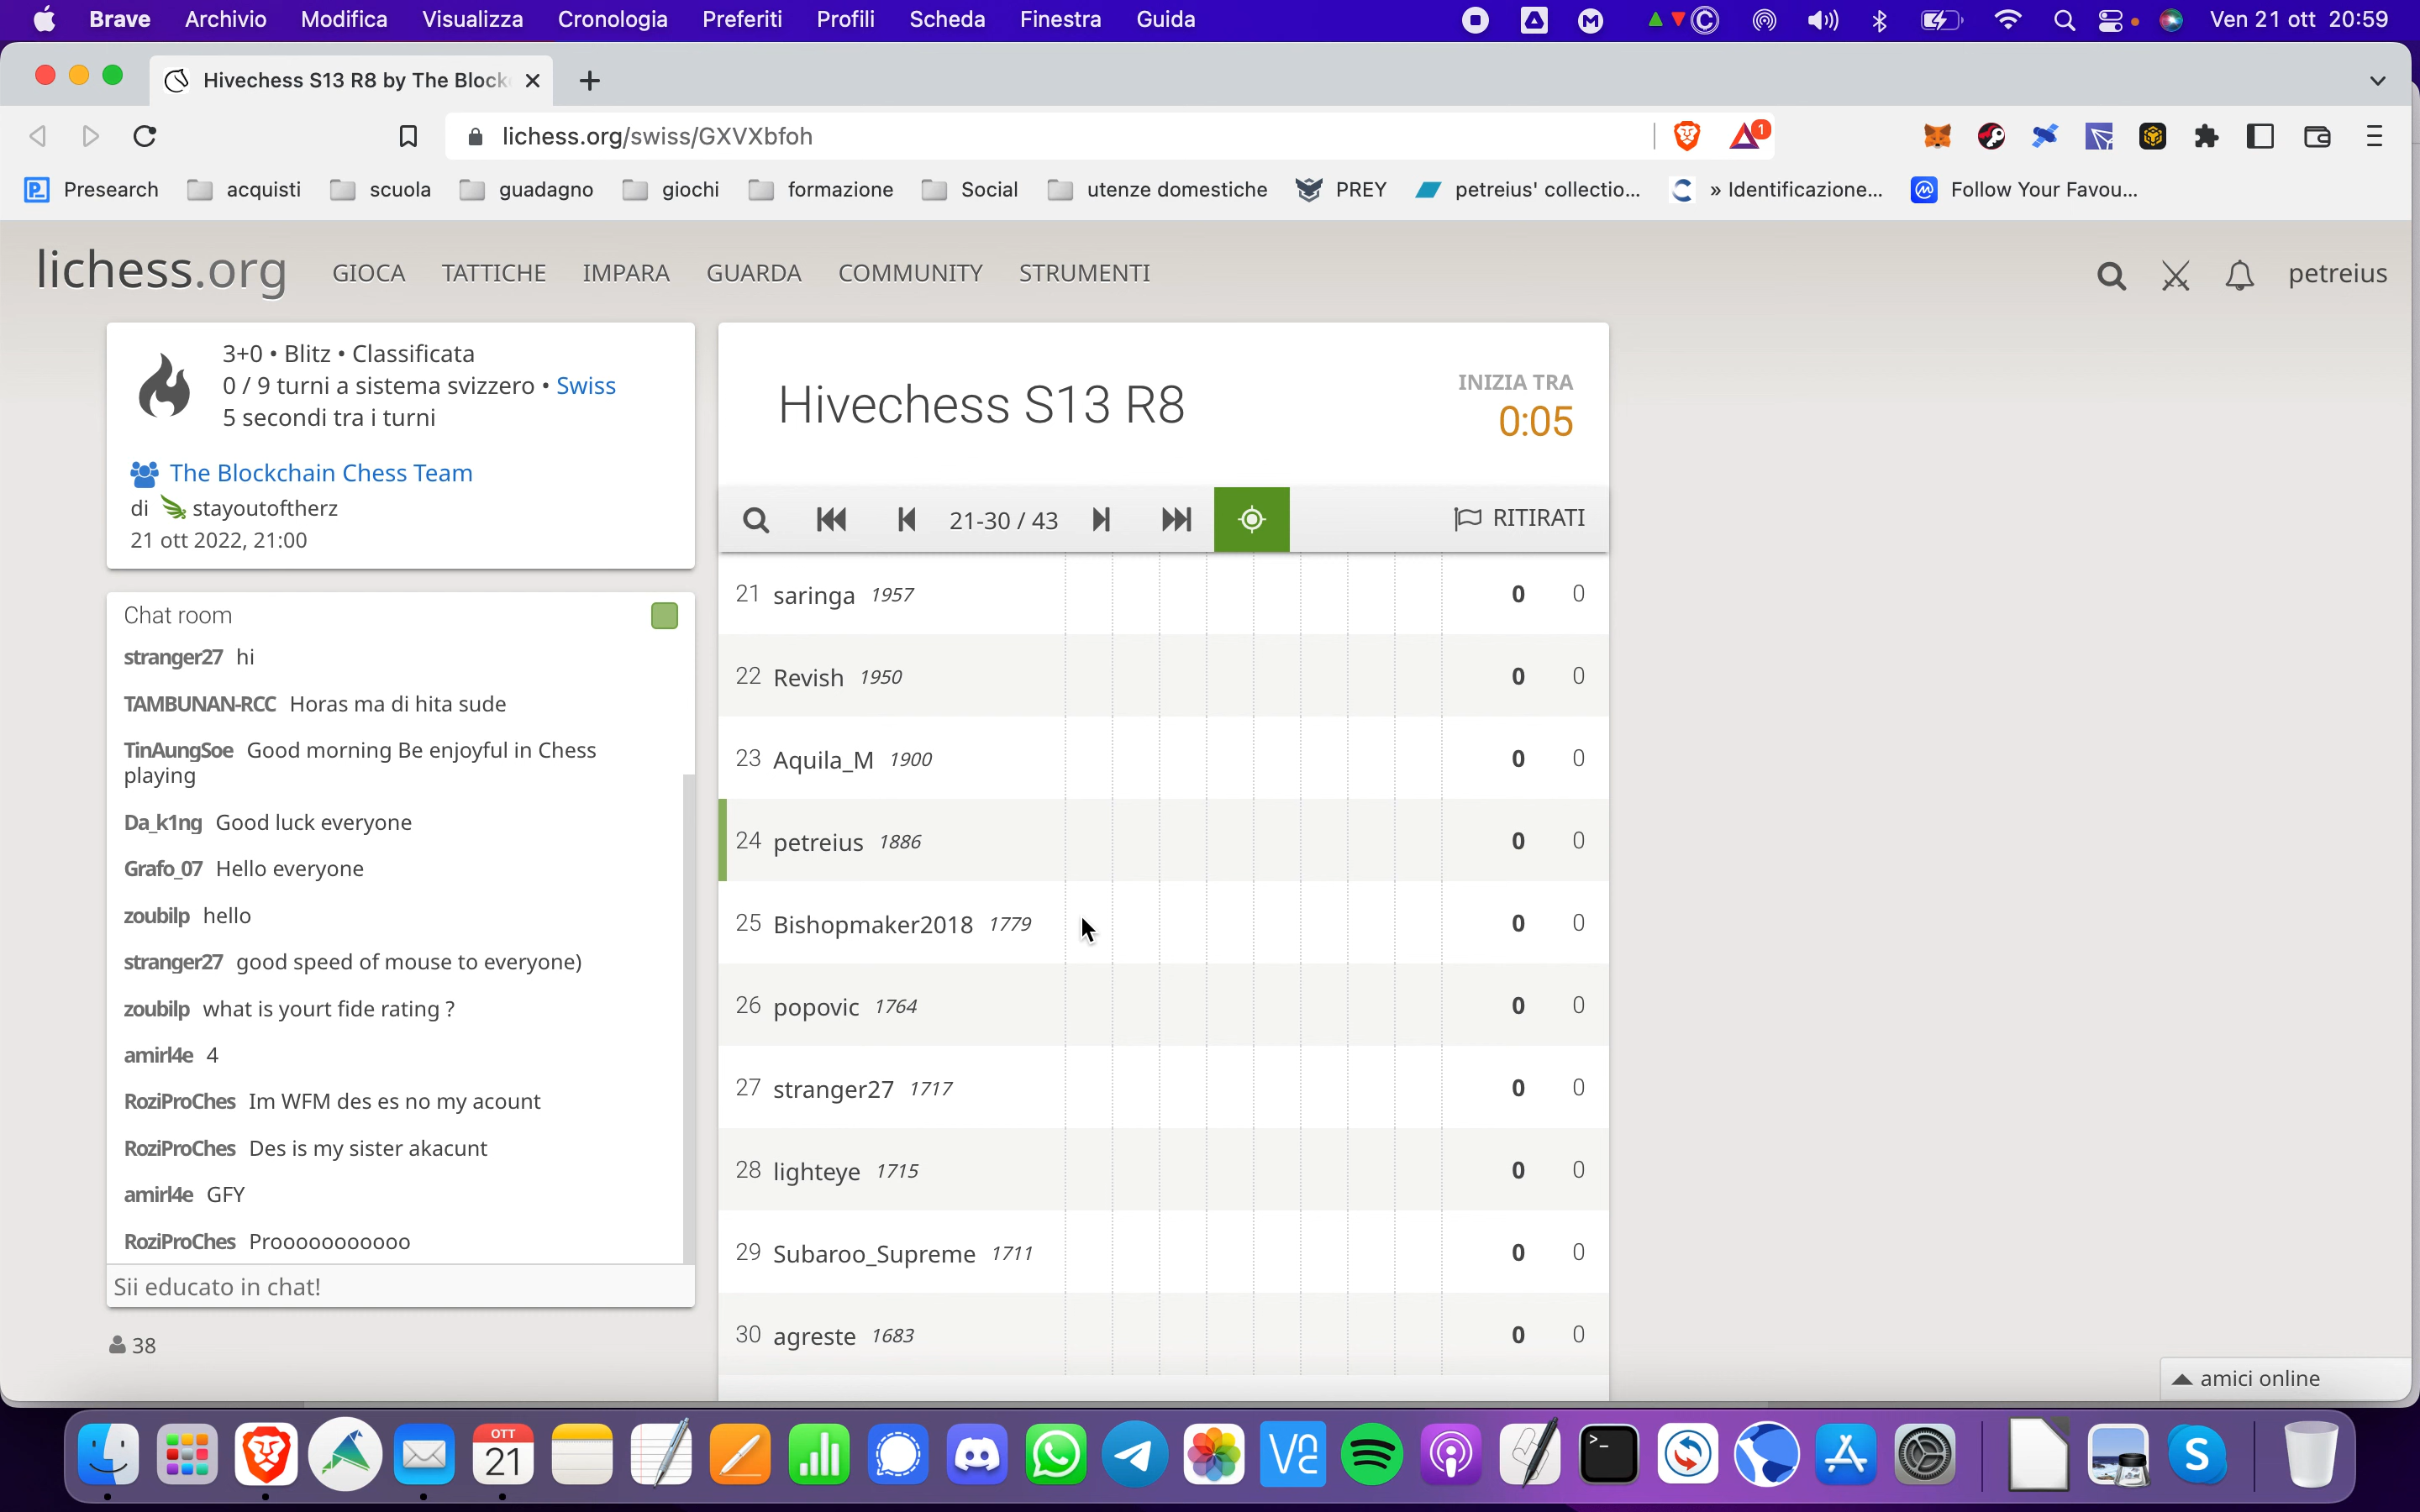 Brave Archivio Modifica Visualizza Cronologia Preferiti Profili Scheda Finestra Guida Ven 21 ott 20:59
Hivechess S13 R8 by The Block
lichess.org/swiss/GXVXbfoh
1
Presearch acquisti scuola guadagno giochi formazione Social utenze domestiche PREY petreius' collectio... » Identificazione... Follow Your Favou...
lichess.org GIOCA TATTICHE IMPARA GUARDA COMMUNITY STRUMENTI petreius
3+0 • Blitz • Classificata
0 / 9 turni a sistema svizzero • Swiss
5 secondi tra i turni
The Blockchain Chess Team
di stayoutoftherz
21 ott 2022, 21:00
Chat room
stranger27 hi
TAMBUNAN-RCC Horas ma di hita sude
TinAungSoe Good morning Be enjoyful in Chess
playing
Da_k1ng Good luck everyone
Grafo_07 Hello everyone
zoubilp hello
stranger27 good speed of mouse to everyone)
zoubilp what is yourt fide rating ?
amirl4e 4
RoziProChes Im WFM des es no my acount
RoziProChes Des is my sister akacunt
amirl4e GFY
RoziProChes Prooooooooooo
Sii educato in chat!
38
Hivechess S13 R8
INIZIA TRA
0:05
21-30 / 43
RITIRATI
21 saringa 1957 0 0
22 Revish 1950 0 0
23 Aquila_M 1900 0 0
24 petreius 1886 0 0
25 Bishopmaker2018 1779 0 0
26 popovic 1764 0 0
27 stranger27 1717 0 0
28 lighteye 1715 0 0
29 Subaroo_Supreme 1711 0 0
30 agreste 1683 0 0
amici online
OTT
21